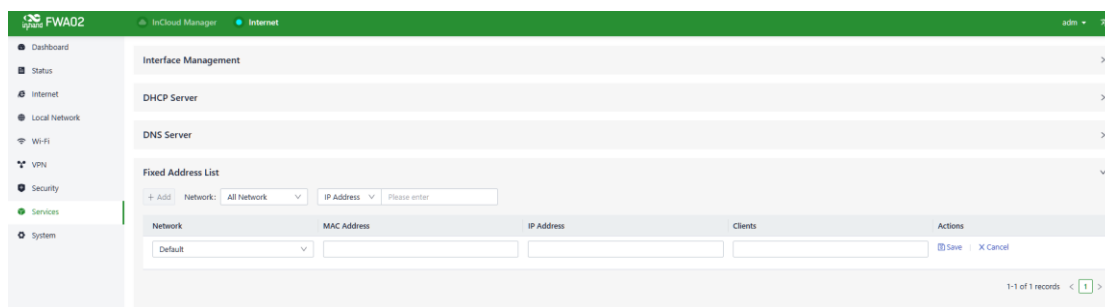 inhand FWA02 InCloud Manager Internet adm
Dashboard
Status
Internet
Local Network
Wi-Fi
VPN
Security
Services
System
Interface Management
DHCP Server
DNS Server
Fixed Address List
+ Add Network: All Network IP Address Please enter
Network MAC Address IP Address Clients Actions
Default Save Cancel
1-1 of 1 records < 1 >